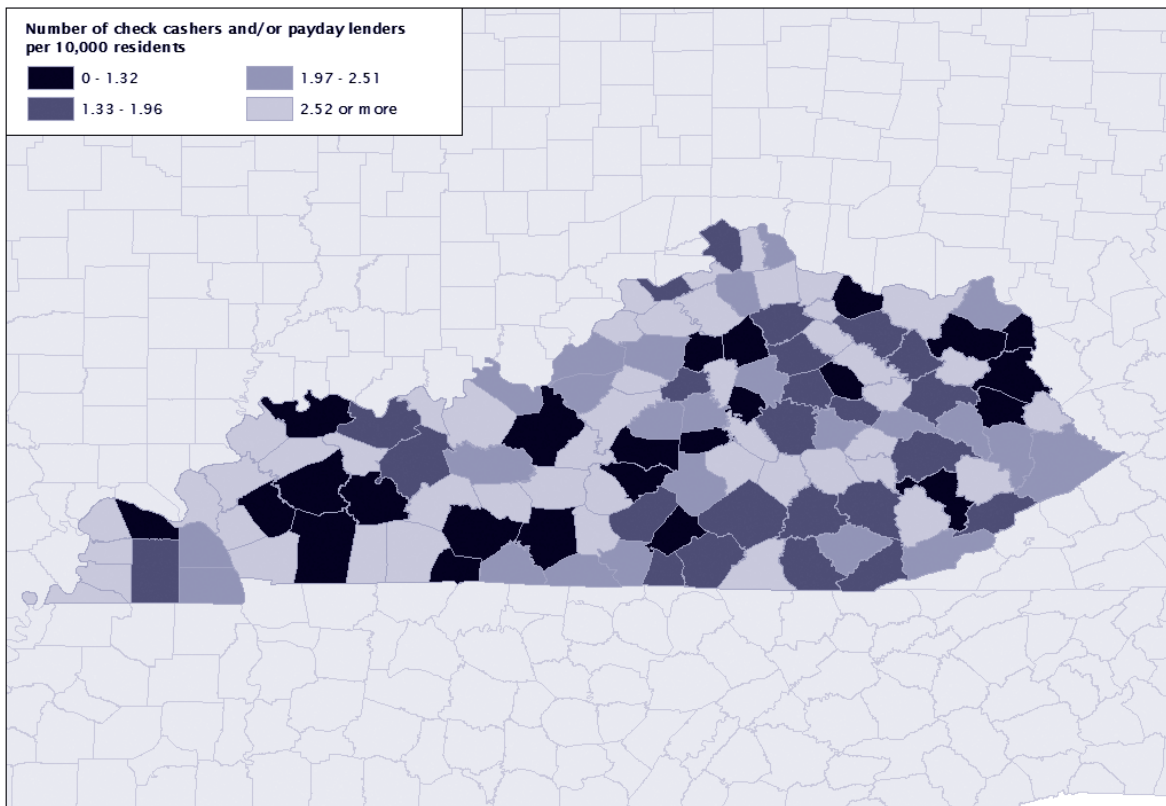 Number of check cashers and/or payday lenders
per 10,000 residents
0 - 1.32
1.97 - 2.51
1.33 - 1.96
2.52 or more